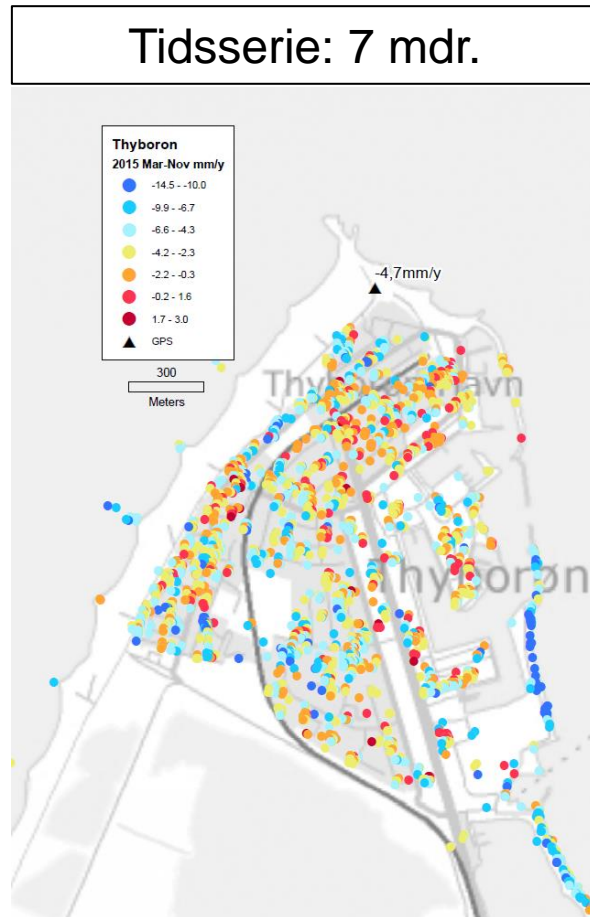 Tidsserie: 7 mdr.
Thyboron
2015 Mar-Nov mm/y
-14.5 - -10.0
-9.9 - -6.7
-6.6 - -4.3
-4.2 - -2.3
-2.2 - -0.3
-0.2 - 1.6
1.7 - 3.0
GPS
300
Meters
-4,7mm/y
hyborøn